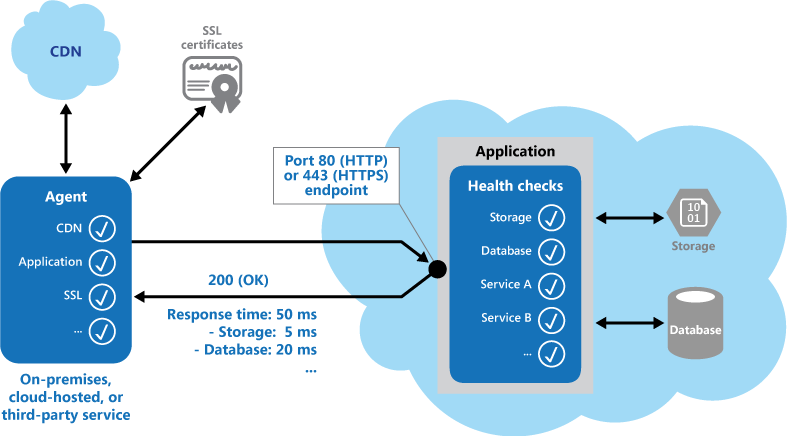 CDN
SSL
certificates
Agent
CDN
Application
SSL
...
On-premises,
cloud-hosted, or
third-party service
Port 80 (HTTP)
or 443 (HTTPS)
endpoint
200 (OK)
Response time: 50 ms
- Storage: 5 ms
- Database: 20 ms
...
Application
Health checks
Storage
Database
Service A
Service B
...
10
01
Storage
Database